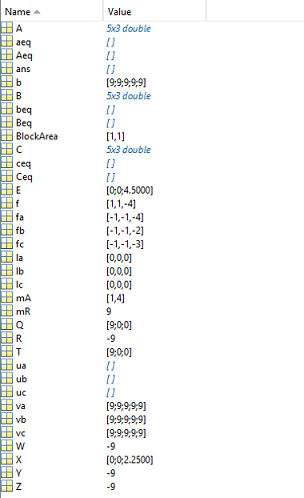 Name Value
A 5x3 double
aeq []
Aeq []
ans []
b [9;9;9;9;9]
B 5x3 double
beq []
Beq []
BlockArea [1,1]
C 5x3 double
ceq []
Ceq []
E [0;0;4.5000]
f [1,1,-4]
fa [-1,-1,-4]
fb [-1,-1,-2]
fc [-1,-1,-3]
la [0,0,0]
lb [0,0,0]
lc [0,0,0]
mA [1,4]
mR 9
Q [9;0;0]
R -9
T [9;0;0]
ua []
ub []
uc []
va [9;9;9;9;9]
vb [9;9;9;9;9]
vc [9;9;9;9;9]
W -9
X [0;0;2.2500]
Y -9
Z -9